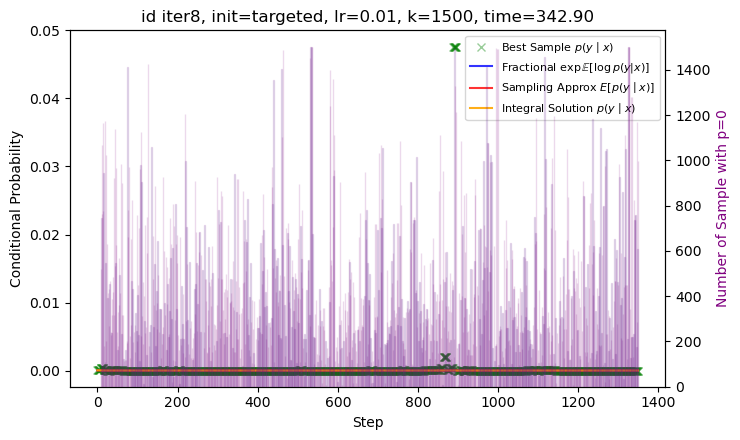 id iter8, init=targeted, lr=0.01, k=1500, time=342.90
Conditional Probability
0.05
0.04
0.03
0.02
0.01
0.00
Best Sample p(y | x)
Fractional exp𝔼[log p(y|x)]
Sampling Approx E[p(y | x)]
Integral Solution p(y | x)
1400
1200
1000
800
600
400
200
0
Number of Sample with p=0
0
200
400
600
800
1000
1200
1400
Step